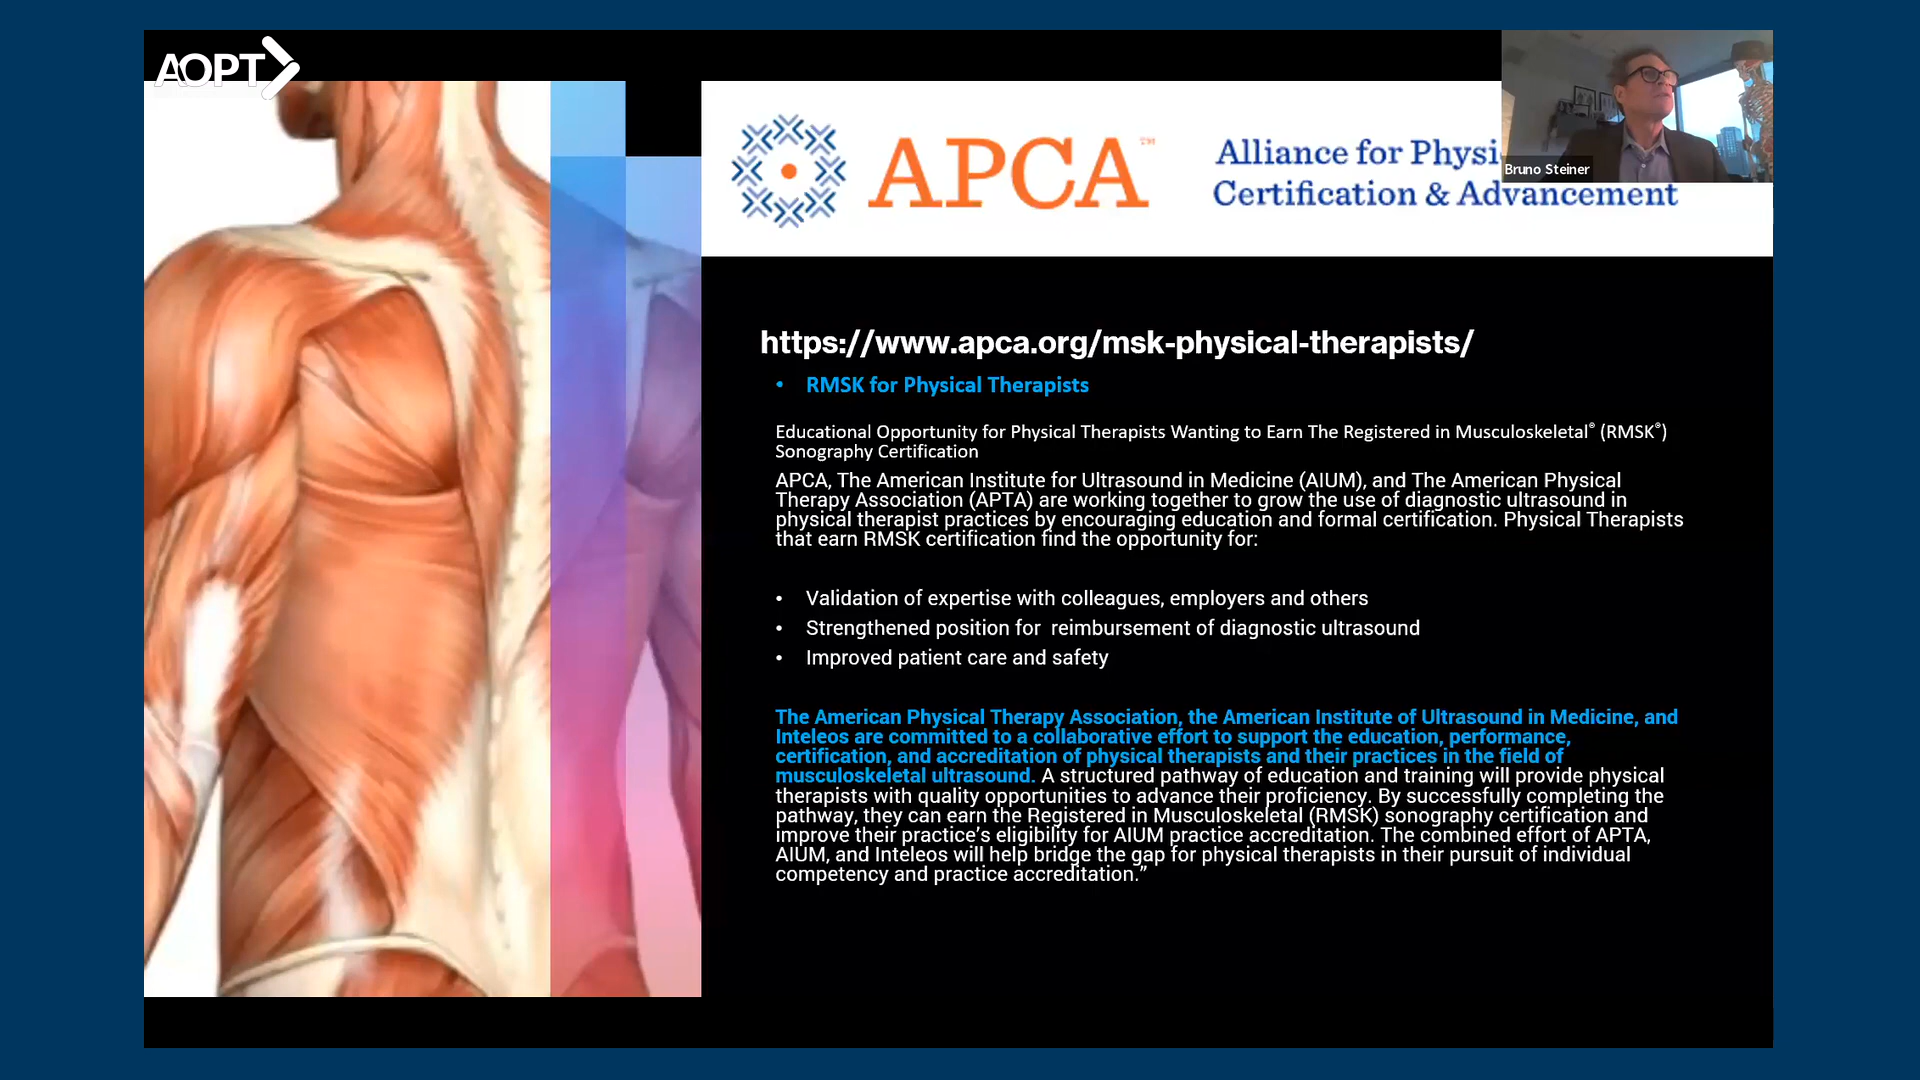 AOPT
APCA™
Alliance for Physi
Certification & Advancement
Bruno Steiner
https://www.apca.org/msk-physical-therapists/
• RMSK for Physical Therapists
Educational Opportunity for Physical Therapists Wanting to Earn The Registered in Musculoskeletal® (RMSK®)
Sonography Certification
APCA, The American Institute for Ultrasound in Medicine (AIUM), and The American Physical
Therapy Association (APTA) are working together to grow the use of diagnostic ultrasound in
physical therapist practices by encouraging education and formal certification. Physical Therapists
that earn RMSK certification find the opportunity for:
• Validation of expertise with colleagues, employers and others
• Strengthened position for  reimbursement of diagnostic ultrasound
• Improved patient care and safety
The American Physical Therapy Association, the American Institute of Ultrasound in Medicine, and
Inteleos are committed to a collaborative effort to support the education, performance,
certification, and accreditation of physical therapists and their practices in the field of
musculoskeletal ultrasound. A structured pathway of education and training will provide physical
therapists with quality opportunities to advance their proficiency. By successfully completing the
pathway, they can earn the Registered in Musculoskeletal (RMSK) sonography certification and
improve their practice's eligibility for AIUM practice accreditation. The combined effort of APTA,
AIUM, and Inteleos will help bridge the gap for physical therapists in their pursuit of individual
competency and practice accreditation.”